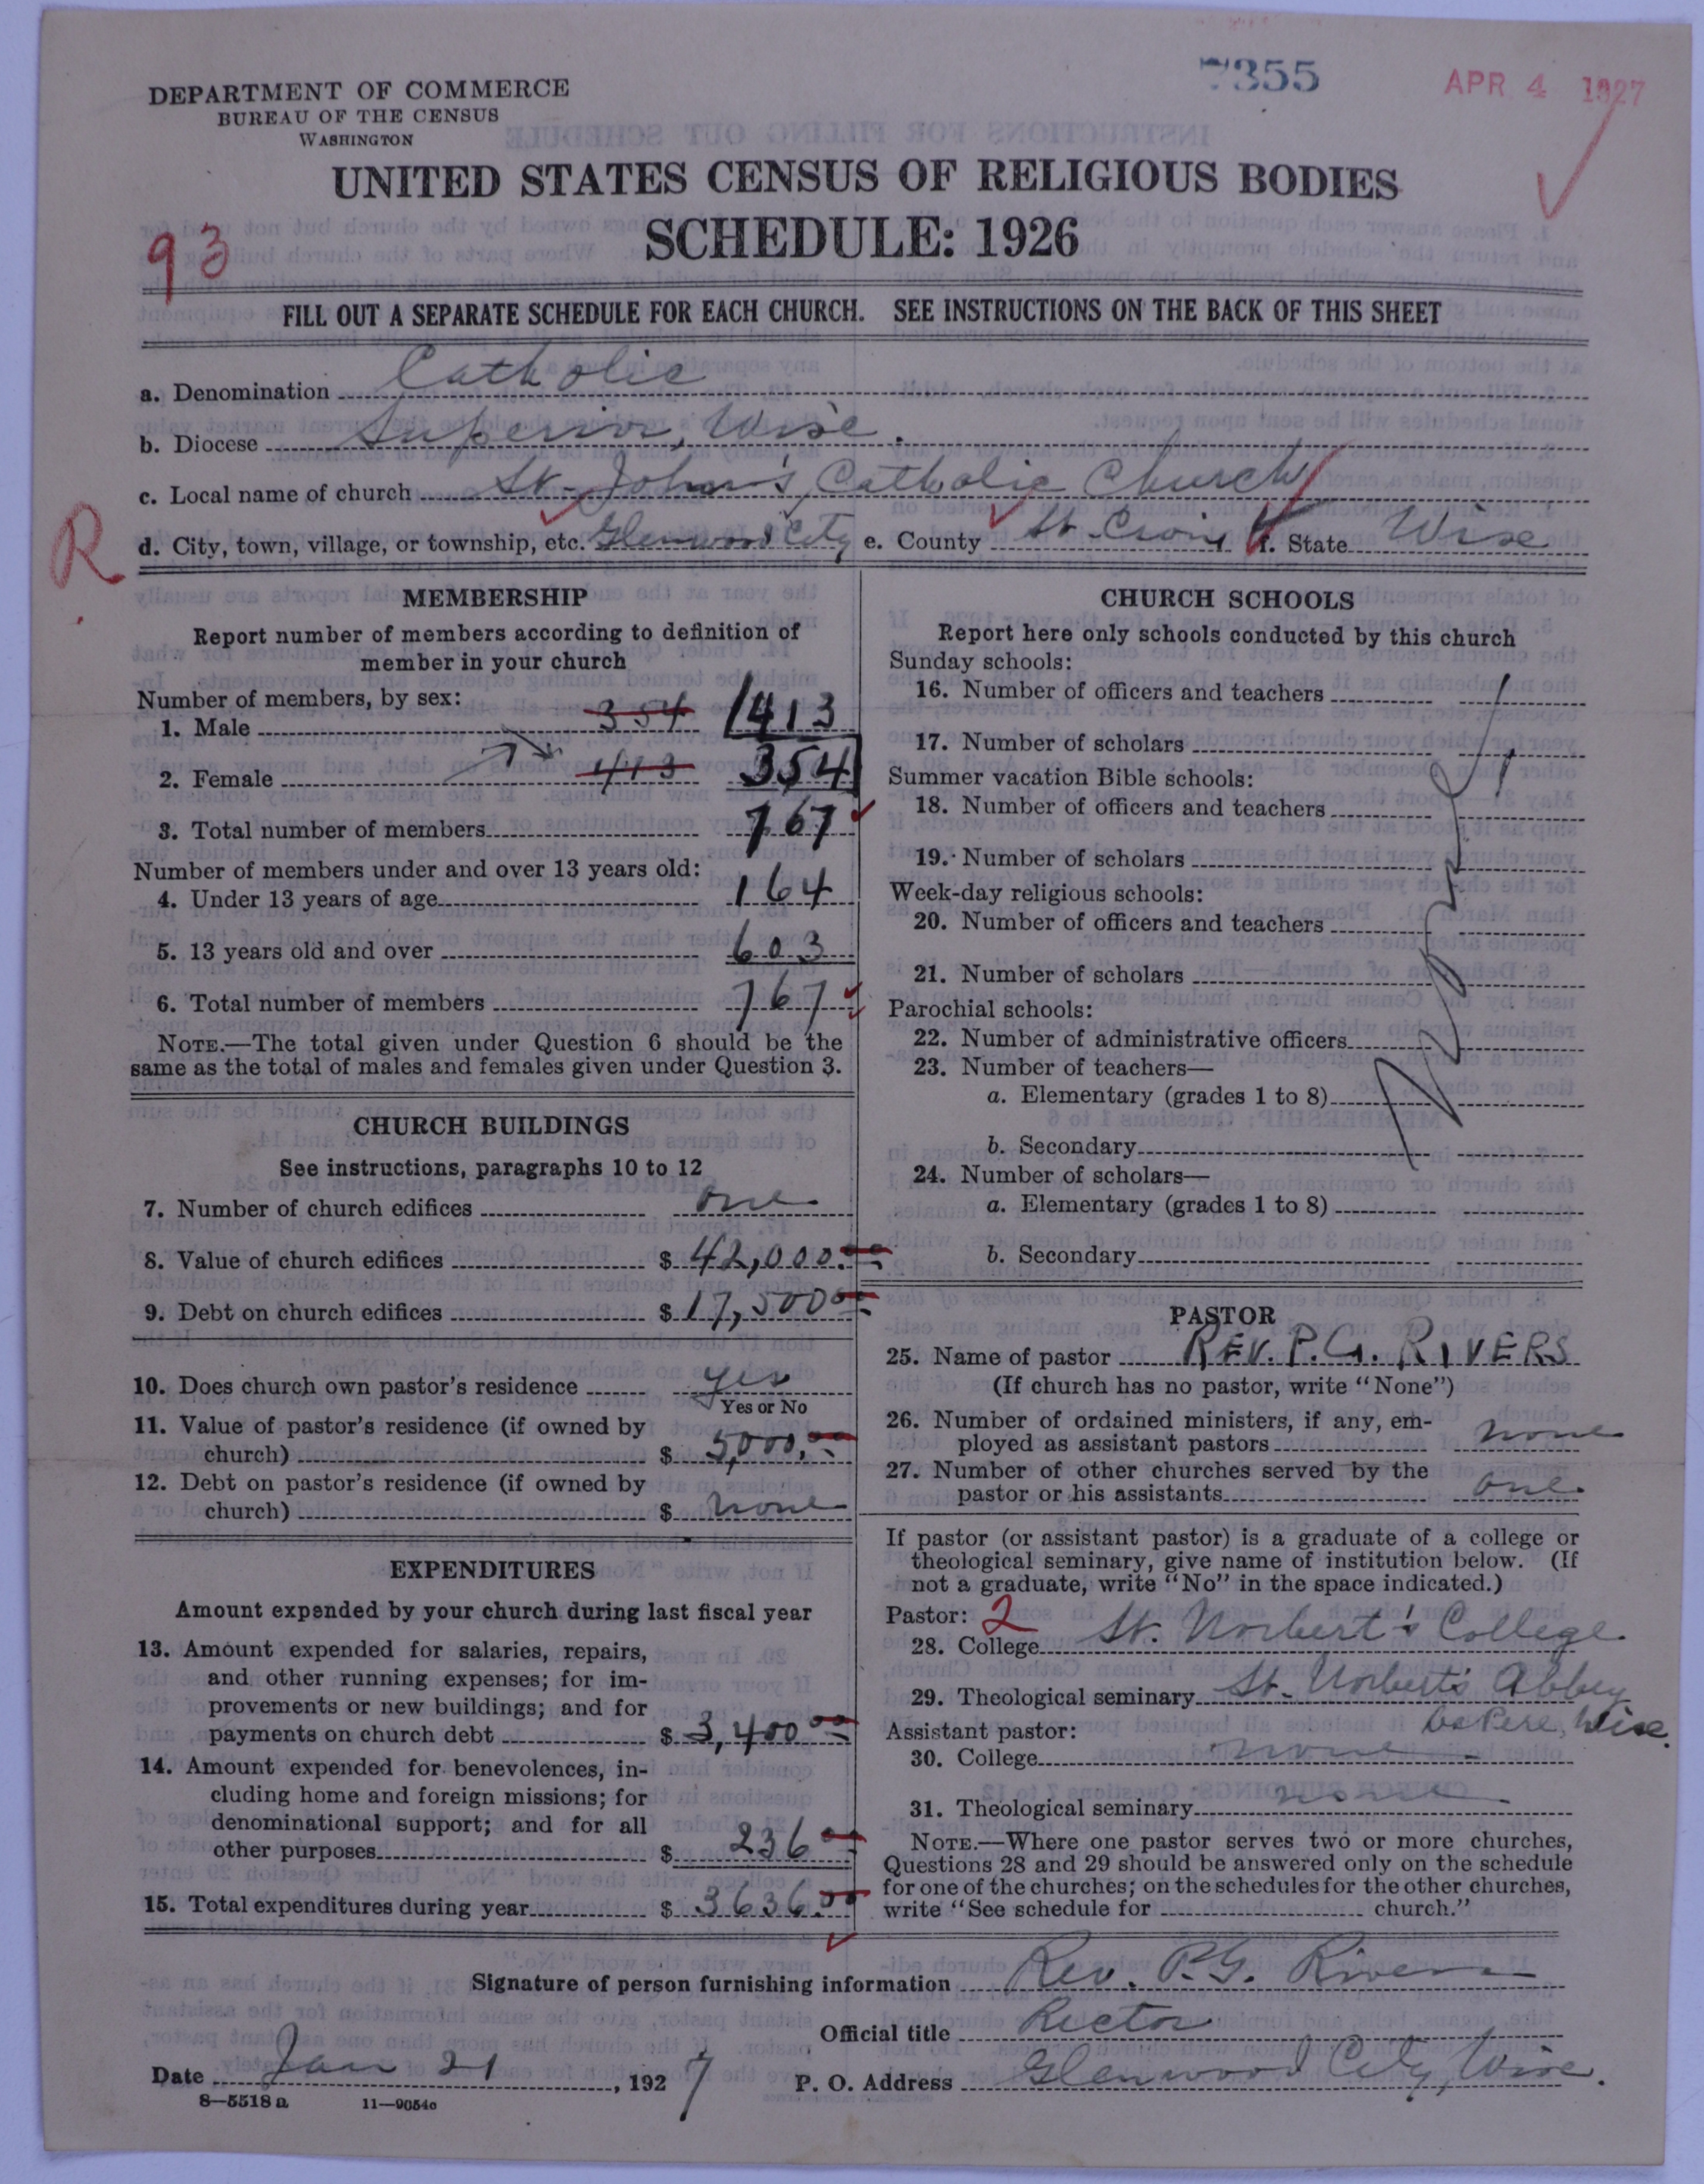 7355
APR 4 1927
DEPARTMENT OF COMMERCE
BUREAU OF THE CENSUS
WASHINGTON
UNITED STATES CENSUS OF RELIGIOUS BODIES
SCHEDULE: 1926
93
FILL OUT A SEPARATE SCHEDULE FOR EACH CHURCH. SEE INSTRUCTIONS ON THE BACK OF THIS SHEET
a. Denomination Catholic
b. Diocese Superior, Wisc.
c. Local name of church St. John's Catholic Church
R
d. City, town, village, or township, etc. Glenwood City e. County St. Croix f. State Wisc
MEMBERSHIP
Report number of members according to definition of
member in your church
Number of members, by sex:
1. Male 354 413
2. Female 413 354
3. Total number of members 767
Number of members under and over 13 years old:
4. Under 13 years of age 164
5. 13 years old and over 603
6. Total number of members 767
NOTE.—The total given under Question 6 should be the
same as the total of males and females given under Question 3.
CHURCH BUILDINGS
See instructions, paragraphs 10 to 12
7. Number of church edifices one
8. Value of church edifices $ 42,000.00
9. Debt on church edifices $ 17,500.00
10. Does church own pastor's residence yes
Yes or No
11. Value of pastor's residence (if owned by
church) $ 5,000.00
12. Debt on pastor's residence (if owned by
church) $ none
EXPENDITURES
Amount expended by your church during last fiscal year
13. Amount expended for salaries, repairs,
and other running expenses; for im-
provements or new buildings; and for
payments on church debt $ 3,400.00
14. Amount expended for benevolences, in-
cluding home and foreign missions; for
denominational support; and for all
other purposes $ 236.00
15. Total expenditures during year $ 3636.00
CHURCH SCHOOLS
Report here only schools conducted by this church
Sunday schools:
16. Number of officers and teachers
17. Number of scholars
Summer vacation Bible schools:
18. Number of officers and teachers
19. Number of scholars
Week-day religious schools:
20. Number of officers and teachers
21. Number of scholars
Parochial schools:
22. Number of administrative officers
23. Number of teachers—
a. Elementary (grades 1 to 8)
b. Secondary
24. Number of scholars—
a. Elementary (grades 1 to 8)
b. Secondary
PASTOR
25. Name of pastor REV. P. G. RIVERS
(If church has no pastor, write "None")
26. Number of ordained ministers, if any, em-
ployed as assistant pastors none
27. Number of other churches served by the
pastor or his assistants one
If pastor (or assistant pastor) is a graduate of a college or
theological seminary, give name of institution below. (If
not a graduate, write "No" in the space indicated.)
Pastor: 2
28. College St. Norbert's College
29. Theological seminary St. Norbert's Abbey
De Pere, Wisc.
Assistant pastor:
30. College none
31. Theological seminary none
NOTE.—Where one pastor serves two or more churches,
Questions 28 and 29 should be answered only on the schedule
for one of the churches; on the schedules for the other churches,
write "See schedule for church."
Signature of person furnishing information Rev. P. G. Rivers
Official title Rector
Date Jan 21, 1927 P. O. Address Glenwood City, Wisc.
8—5518 a 11—9054c